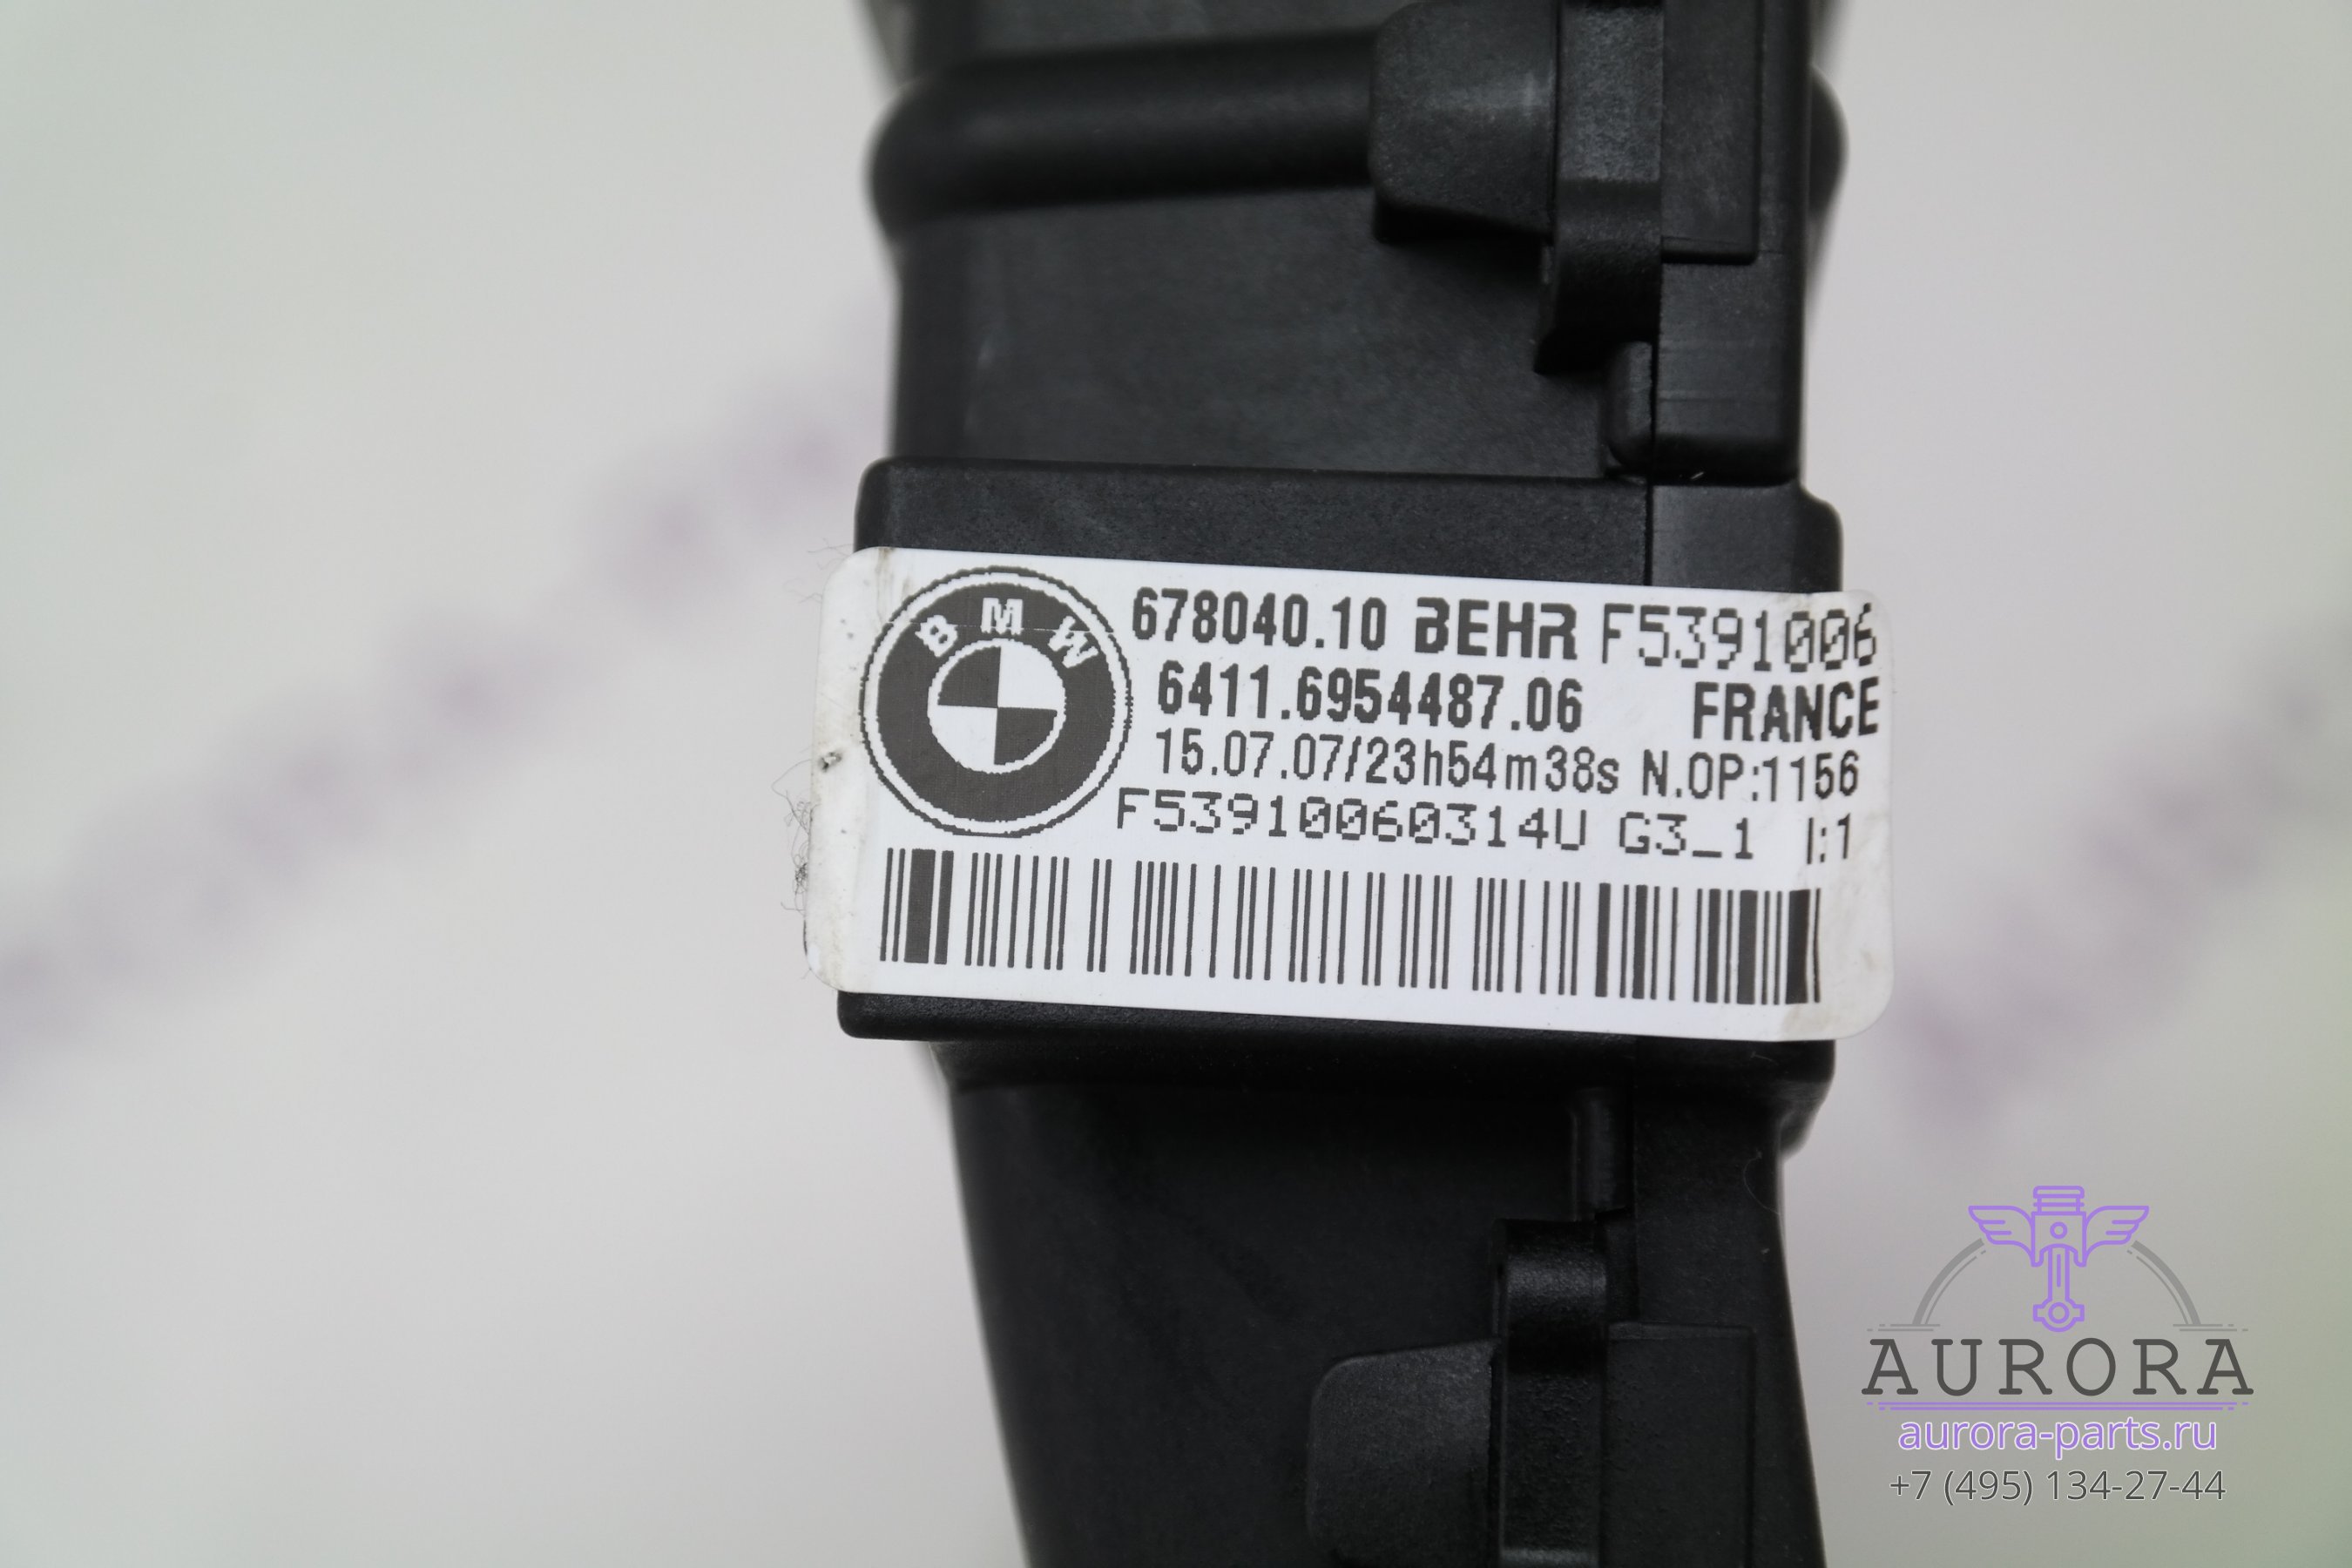 BMW
678040.10 BEHR F5391006
6411.6954487.06 FRANCE
15.07.07/23h54m38s N.OP:1156
F53910060314U G3_1 I:1
AURORA
aurora-parts.ru
+7 (495) 134-27-44